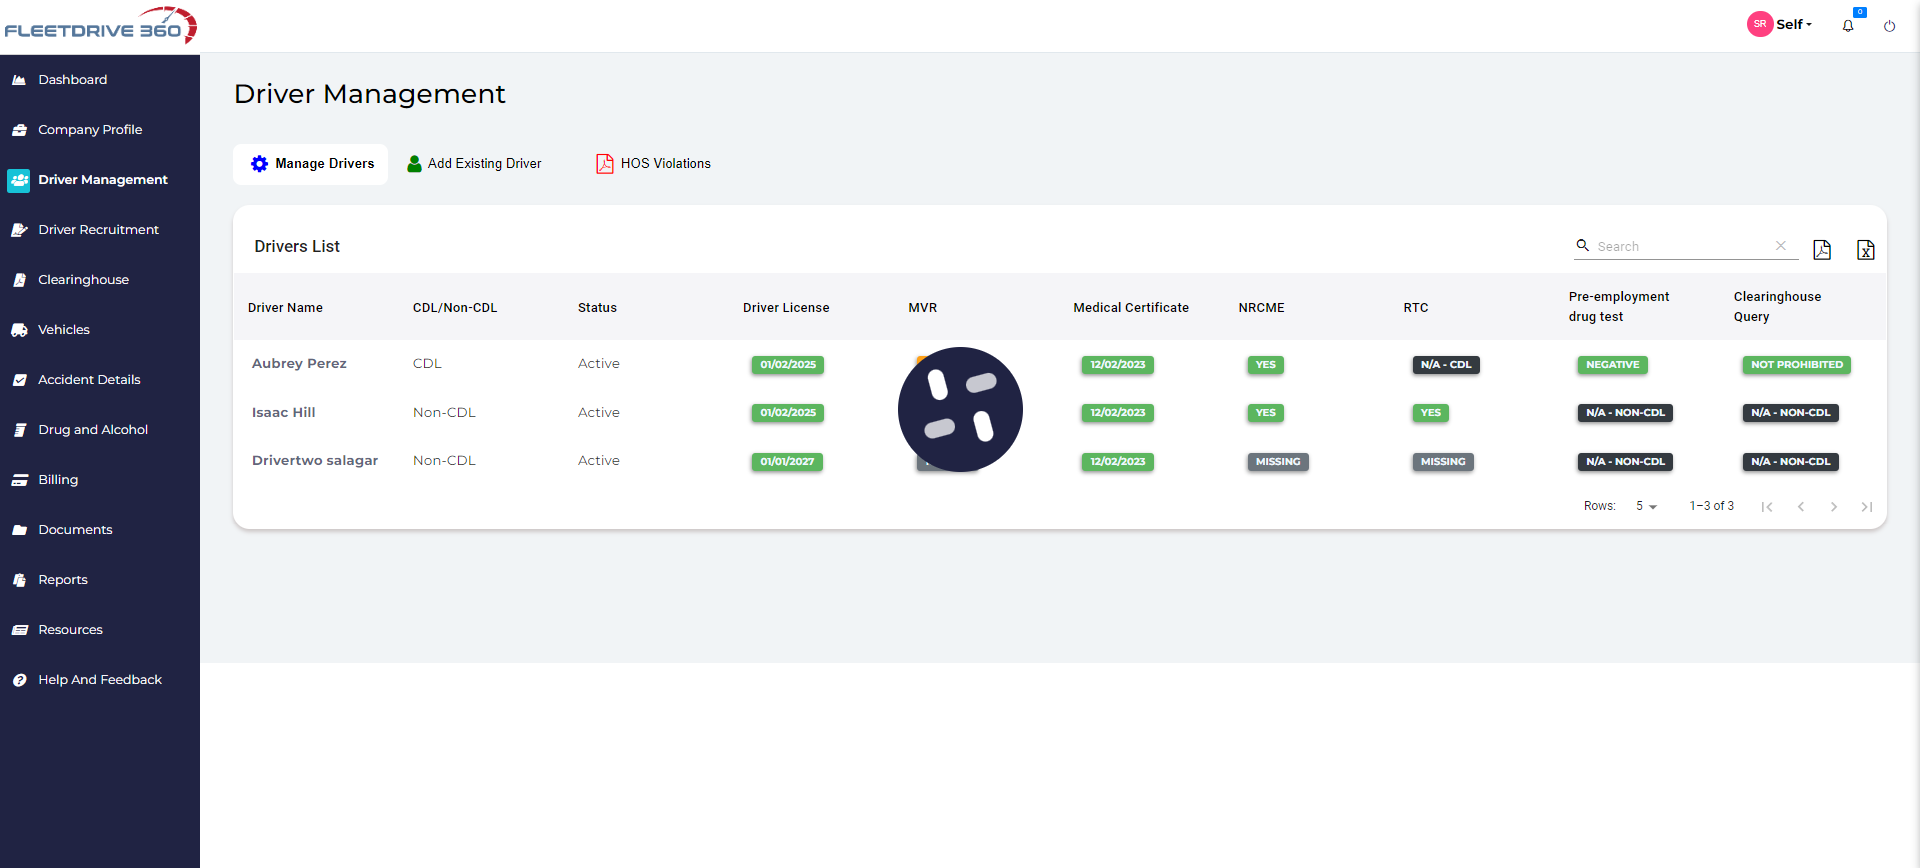 FLEETDRIVE 360
SR Self
0
Dashboard
Company Profile
Driver Management
Driver Recruitment
Clearinghouse
Vehicles
Accident Details
Drug and Alcohol
Billing
Documents
Reports
Resources
Help And Feedback
Driver Management
Manage Drivers Add Existing Driver HOS Violations
Drivers List Search
Driver Name CDL/Non-CDL Status Driver License MVR Medical Certificate NRCME RTC Pre-employment drug test Clearinghouse Query
Aubrey Perez CDL Active 01/02/2025 12/02/2023 YES N/A - CDL NEGATIVE NOT PROHIBITED
Isaac Hill Non-CDL Active 01/02/2025 12/02/2023 YES YES N/A - NON-CDL N/A - NON-CDL
Drivertwo salagar Non-CDL Active 01/01/2027 12/02/2023 MISSING MISSING N/A - NON-CDL N/A - NON-CDL
Rows: 5 1–3 of 3